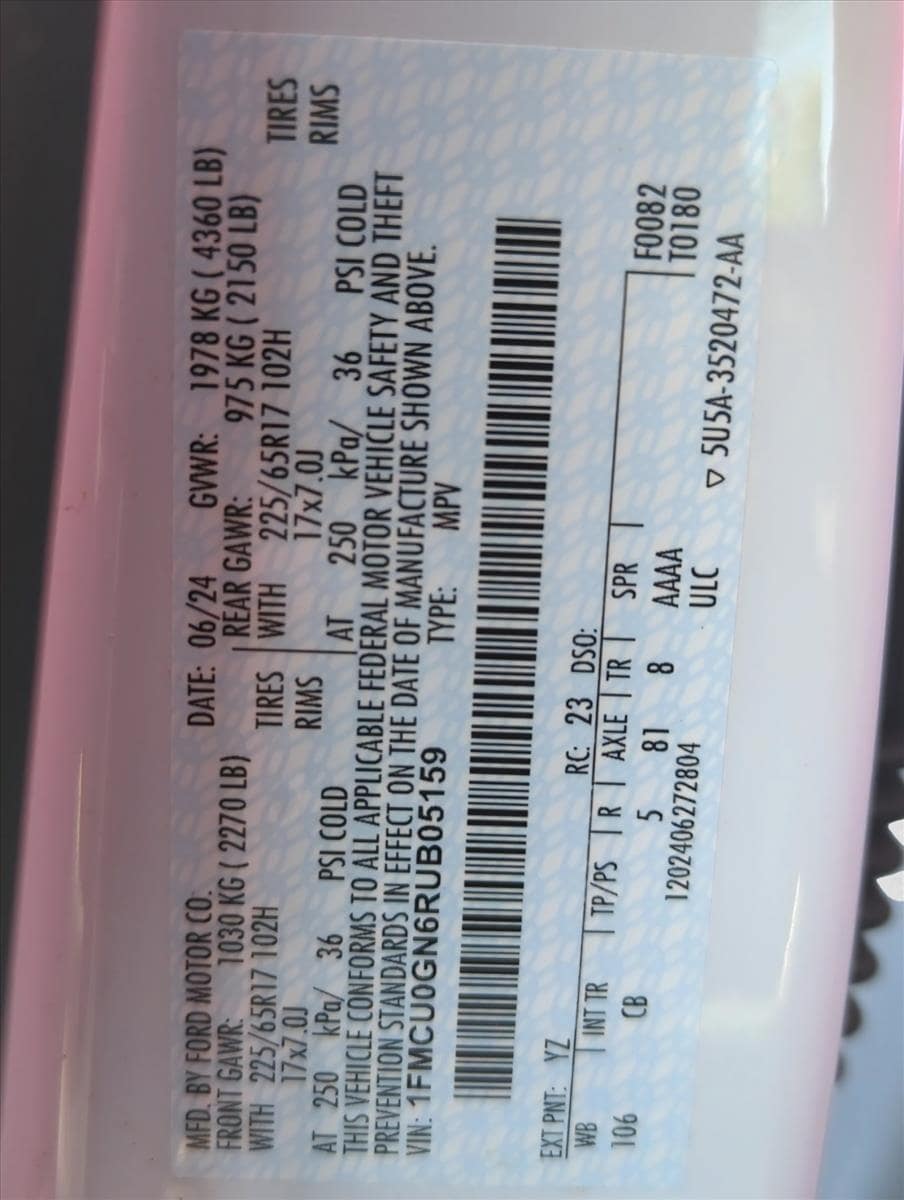 MFD. BY FORD MOTOR CO. DATE: 06/24 GVWR: 1978 KG ( 4360 LB)
FRONT GAWR: 1030 KG ( 2270 LB) REAR GAWR: 975 KG ( 2150 LB)
WITH 225/65R17 102H TIRES WITH 225/65R17 102H TIRES
17x7.0J RIMS 17x7.0J RIMS
AT 250 kPa/ 36 PSI COLD AT 250 kPa/ 36 PSI COLD
THIS VEHICLE CONFORMS TO ALL APPLICABLE FEDERAL MOTOR VEHICLE SAFETY AND THEFT
PREVENTION STANDARDS IN EFFECT ON THE DATE OF MANUFACTURE SHOWN ABOVE.
VIN: 1FMCU0GN6RUB05159 TYPE: MPV
EXT PNT: YZ RC: 23 DSO:
WB INT TR TP/PS R AXLE TR SPR F0082
106 CB 5 81 8 AAAA T0180
1202406272804 ULC ▽ 5U5A-3520472-AA